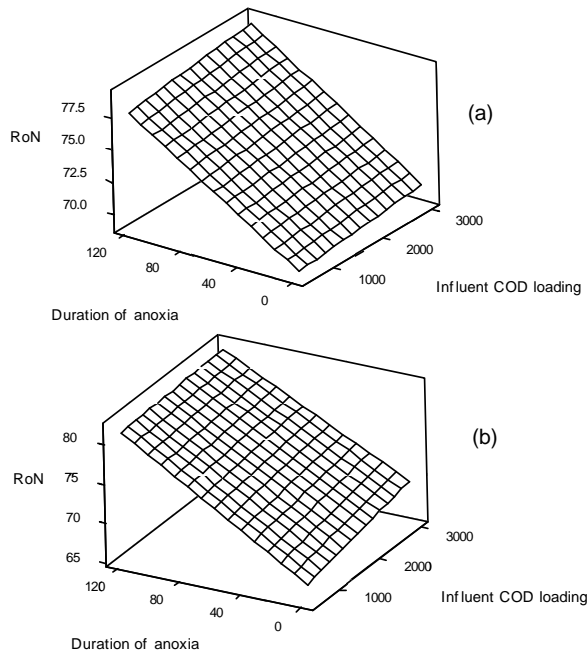 77.5
(a)
RoN
75.0
72.5
70.0
120
80
40
0
1000
2000
3000
Influent COD loading
Duration of anoxia
80
(b)
RoN
75
70
65
120
80
40
0
1000
2000
3000
Influent COD loading
Duration of anoxia